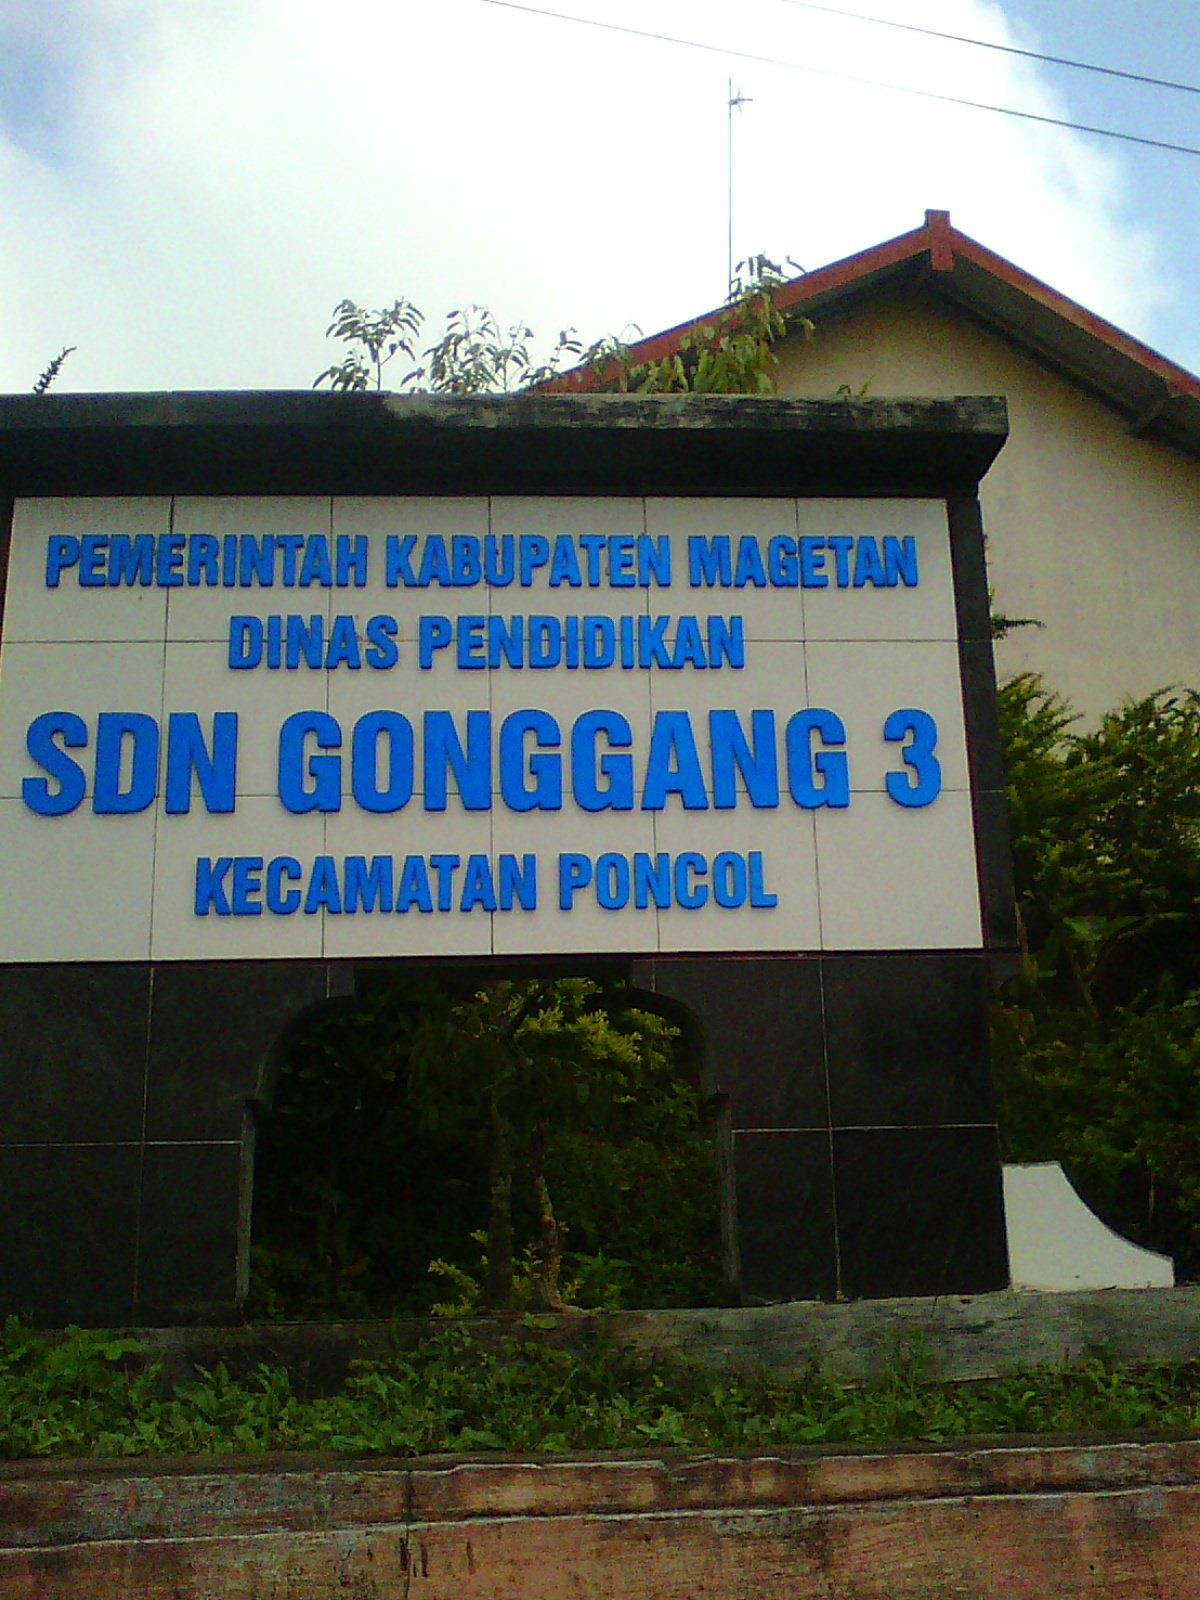 PEMERINTAH KABUPATEN MAGETAN
DINAS PENDIDIKAN
SDN GONGGANG 3
KECAMATAN PONCOL